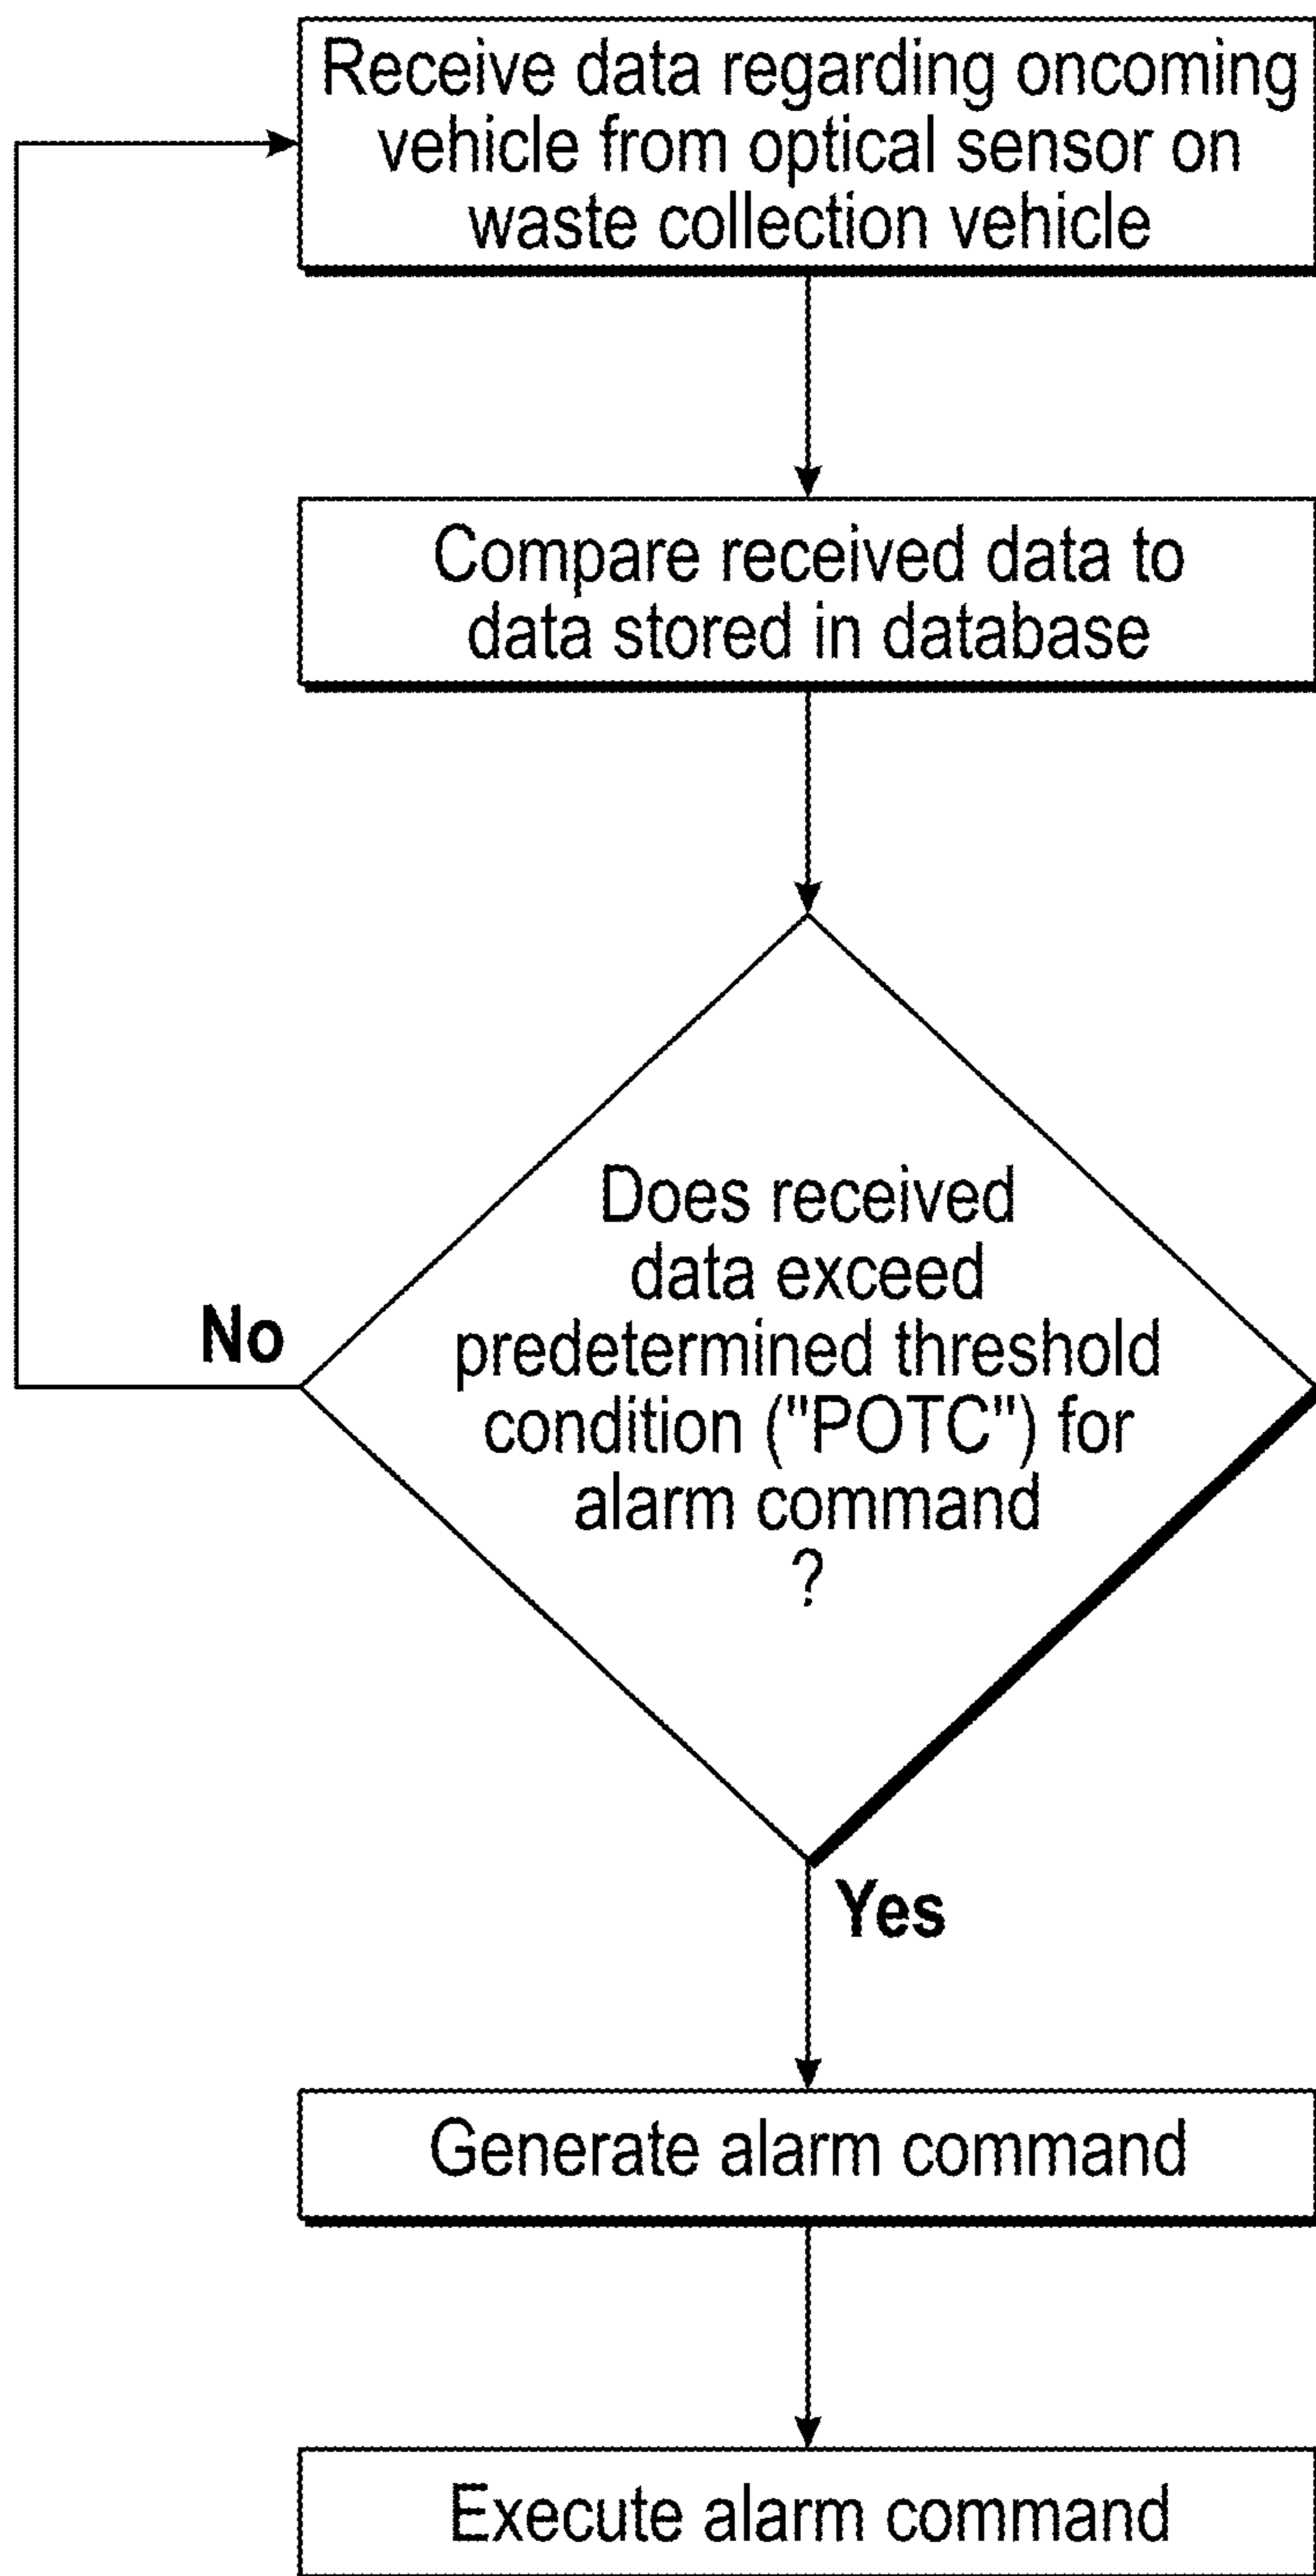 Receive data regarding oncoming
vehicle from optical sensor on
waste collection vehicle
Compare received data to
data stored in database
Does received
data exceed
predetermined threshold
condition ("POTC") for
alarm command
?
No
Yes
Generate alarm command
Execute alarm command